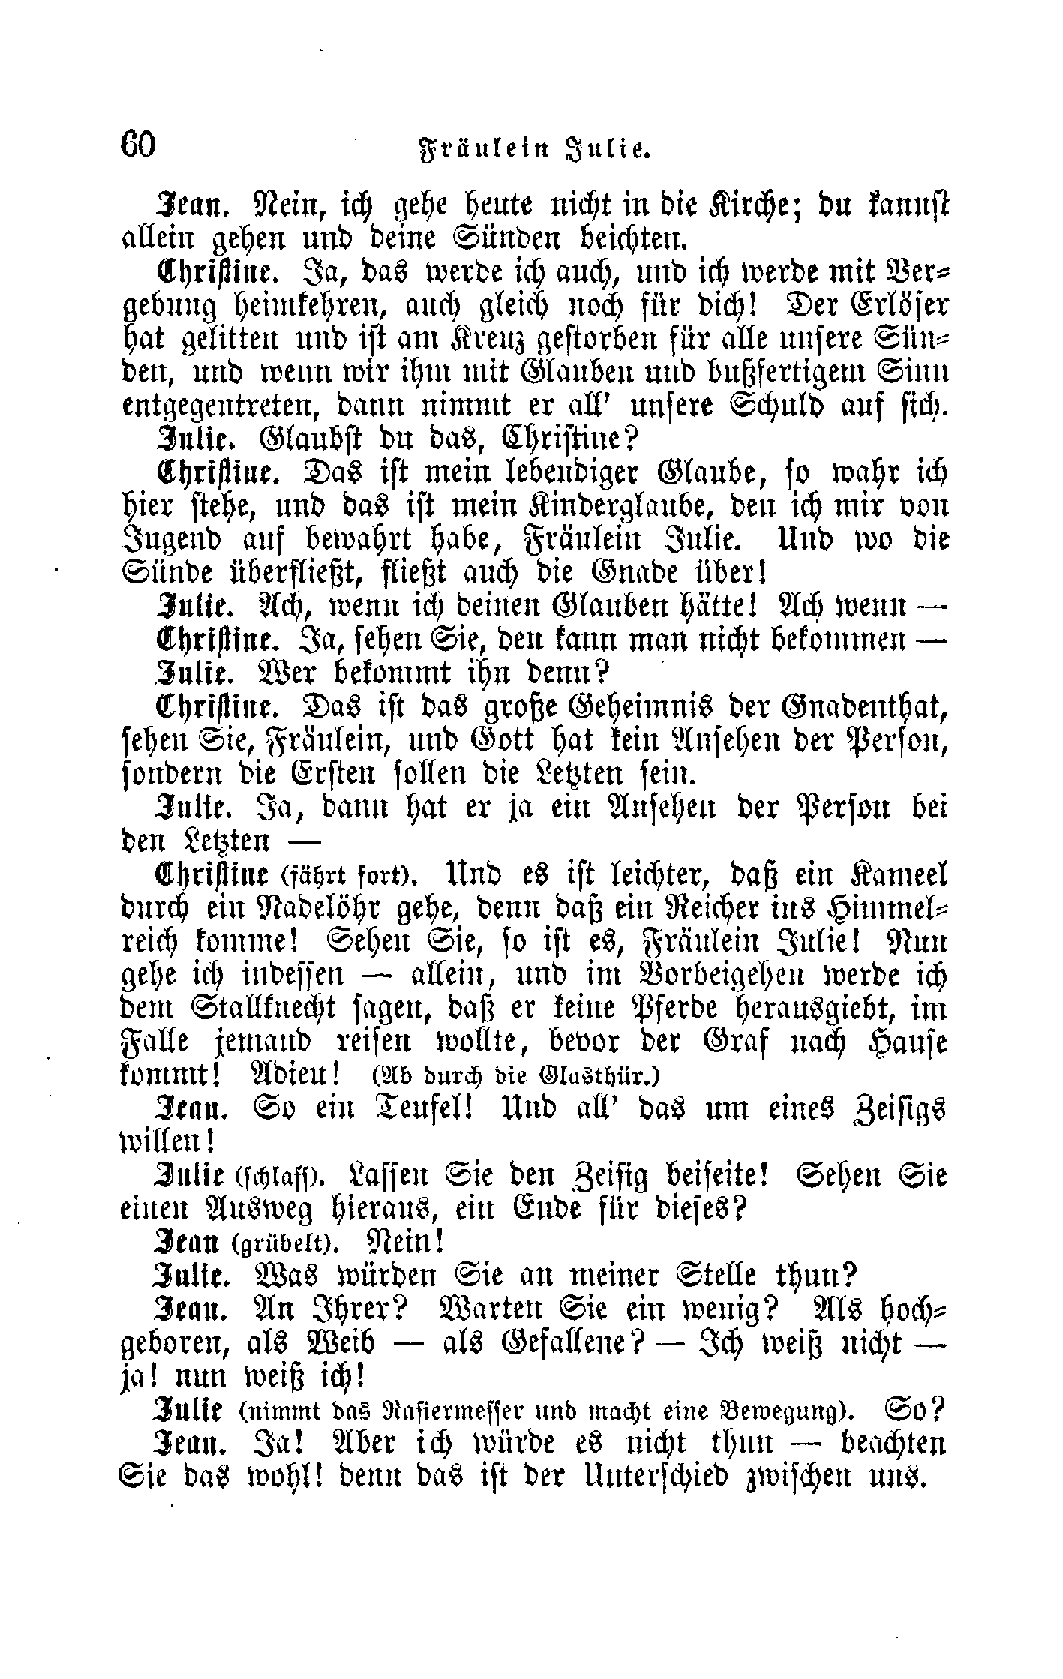 60 Fräulein Julie.
Jean. Nein, ich gehe heute nicht in die Kirche; du kannst
allein gehen und deine Sünden beichten.
Christine. Ja, das werde ich auch, und ich werde mit Ver-
gebung heimkehren, auch gleich noch für dich! Der Erlöser
hat gelitten und ist am Kreuz gestorben für alle unsere Sün-
den, und wenn wir ihm mit Glauben und bußfertigem Sinn
entgegentreten, dann nimmt er all' unsere Schuld auf sich.
Julie. Glaubst du das, Christine?
Christine. Das ist mein lebendiger Glaube, so wahr ich
hier stehe, und das ist mein Kinderglaube, den ich mir von
Jugend auf bewahrt habe, Fräulein Julie. Und wo die
Sünde überfließt, fließt auch die Gnade über!
Julie. Ach, wenn ich deinen Glauben hätte! Ach wenn —
Christine. Ja, sehen Sie, den kann man nicht bekommen —
Julie. Wer bekommt ihn denn?
Christine. Das ist das große Geheimnis der Gnadenthat,
sehen Sie, Fräulein, und Gott hat kein Ansehen der Person,
sondern die Ersten sollen die Letzten sein.
Julie. Ja, dann hat er ja ein Ansehen der Person bei
den Letzten —
Christine (fährt fort). Und es ist leichter, daß ein Kameel
durch ein Nadelöhr gehe, denn daß ein Reicher ins Himmel-
reich komme! Sehen Sie, so ist es, Fräulein Julie! Nun
gehe ich indessen — allein, und im Vorbeigehen werde ich
dem Stallknecht sagen, daß er keine Pferde herausgiebt, im
Falle jemand reisen wollte, bevor der Graf nach Hause
kommt! Adieu! (Ab durch die Glasthür.)
Jean. So ein Teufel! Und all' das um eines Zeisigs
willen!
Julie (schlaff). Lassen Sie den Zeisig beiseite! Sehen Sie
einen Ausweg hieraus, ein Ende für dieses?
Jean (grübelt). Nein!
Julie. Was würden Sie an meiner Stelle thun?
Jean. An Ihrer? Warten Sie ein wenig? Als hoch-
geboren, als Weib — als Gefallene? — Ich weiß nicht —
ja! nun weiß ich!
Julie (nimmt das Rasiermesser und macht eine Bewegung). So?
Jean. Ja! Aber ich würde es nicht thun — beachten
Sie das wohl! denn das ist der Unterschied zwischen uns.